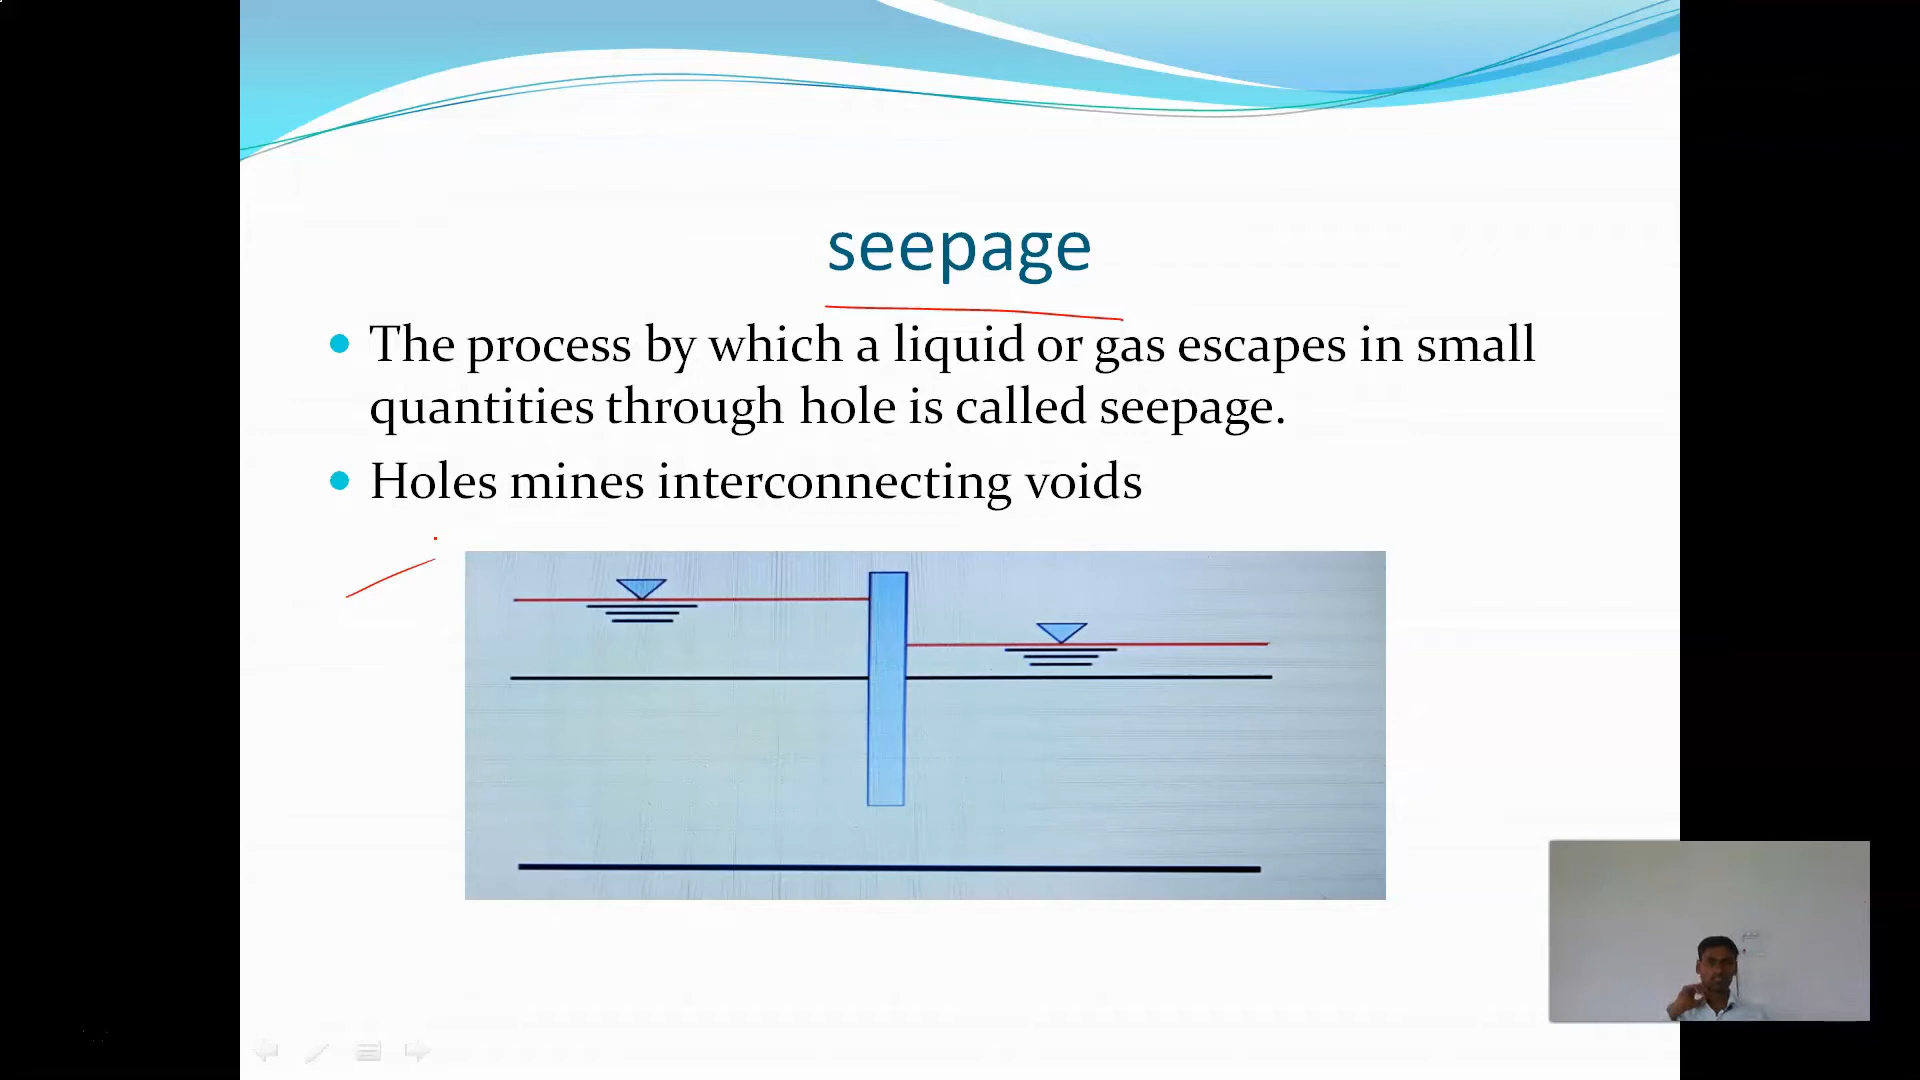 seepage
The process by which a liquid or gas escapes in small
quantities through hole is called seepage.
Holes mines interconnecting voids